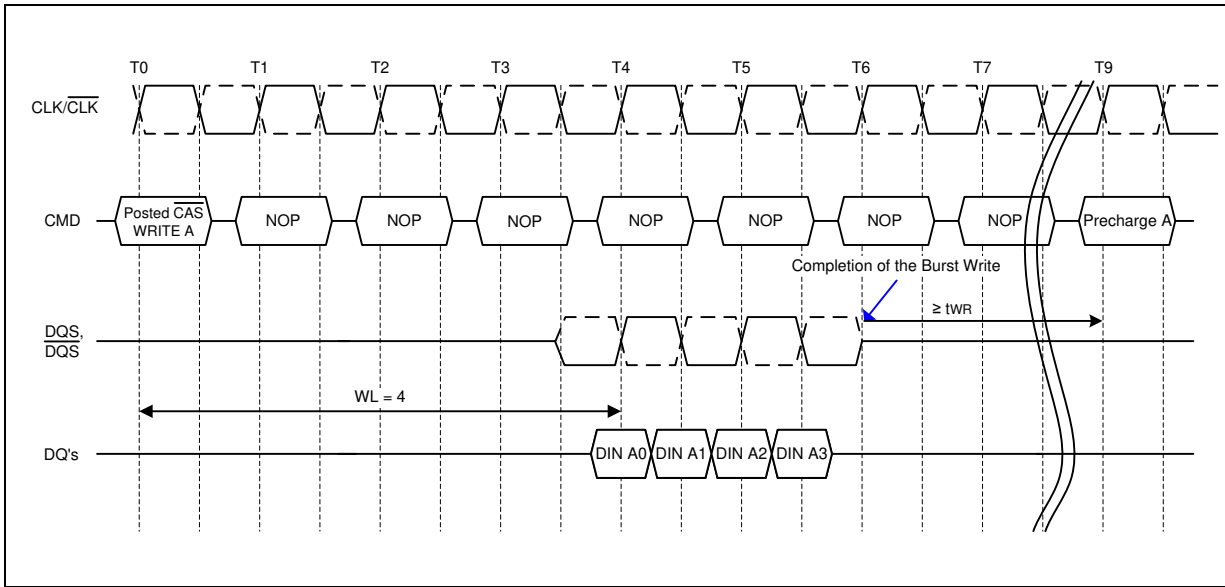 T0 T1 T2 T3 T4 T5 T6 T7 T9
CLK/CLK
CMD
Posted CAS
WRITE A
NOP NOP NOP NOP NOP NOP NOP Precharge A
Completion of the Burst Write
≥ tWR
DQS,
DQS
WL = 4
DQ's
DIN A0 DIN A1 DIN A2 DIN A3